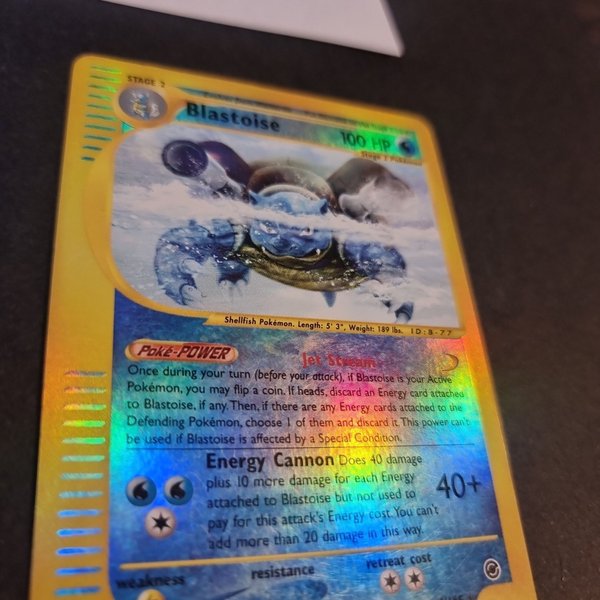 STAGE 2
Blastoise
100 HP
Stage 2 Pokémon
Shellfish Pokémon. Length: 5' 3", Weight: 189 lbs. ID:8-77
Poké-POWER
Jet Stream
Once during your turn (before your attack), if Blastoise is your Active
Pokémon, you may flip a coin. If heads, discard an Energy card attached
to Blastoise, if any. Then, if there are any Energy cards attached to the
Defending Pokémon, choose 1 of them and discard it. This power can't
be used if Blastoise is affected by a Special Condition.
Energy Cannon Does 40 damage
plus 10 more damage for each Energy
attached to Blastoise but not used to
pay for this attack's Energy cost. You can't
add more than 20 damage in this way.
40+
weakness
resistance
retreat cost